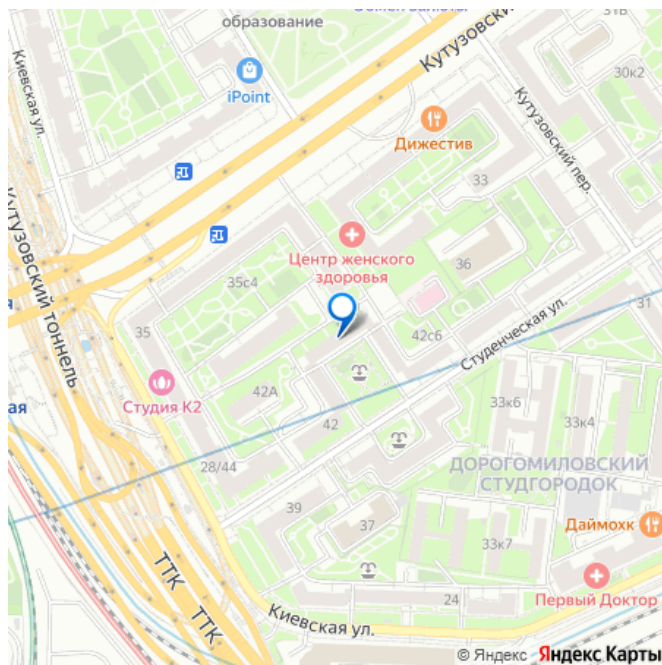 образование
Кутузовский
31Б
30к2
Киевская ул.
iPoint
Дижестив
Кутузовский пер.
33
Центр женского
здоровья
36
35с4
Кутузовский тоннель
35
42с6
Студенческая ул.
31
Студия К2
42А
33к6
33к4
ая
42
28/44
ДОРОГОМИЛОВСКИЙ
СТУДГОРОДОК
39
37
Даймохк
33к7
ТТК
ТТК
24
Первый Доктор
Киевская ул.
© Яндекс Яндекс Карты